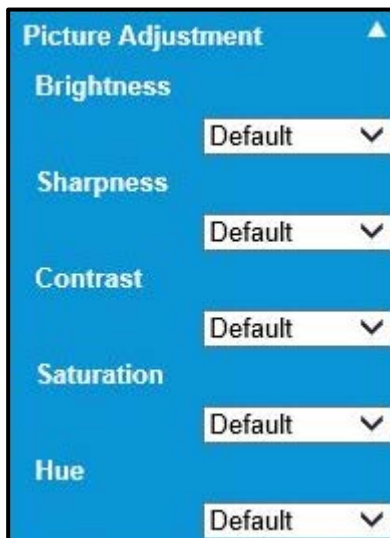 Picture Adjustment
Brightness
Default
Sharpness
Default
Contrast
Default
Saturation
Default
Hue
Default